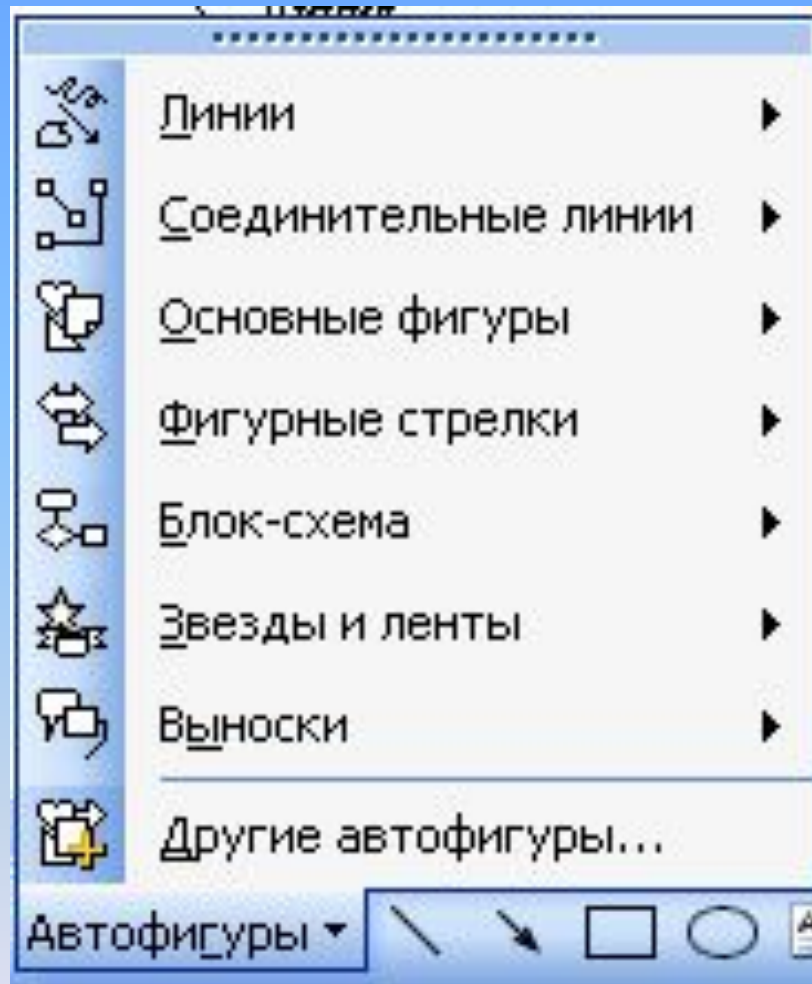 Линии
Соединительные линии
Основные фигуры
Фигурные стрелки
Блок-схема
Звезды и ленты
Выноски
Другие автофигуры...
Автофигуры